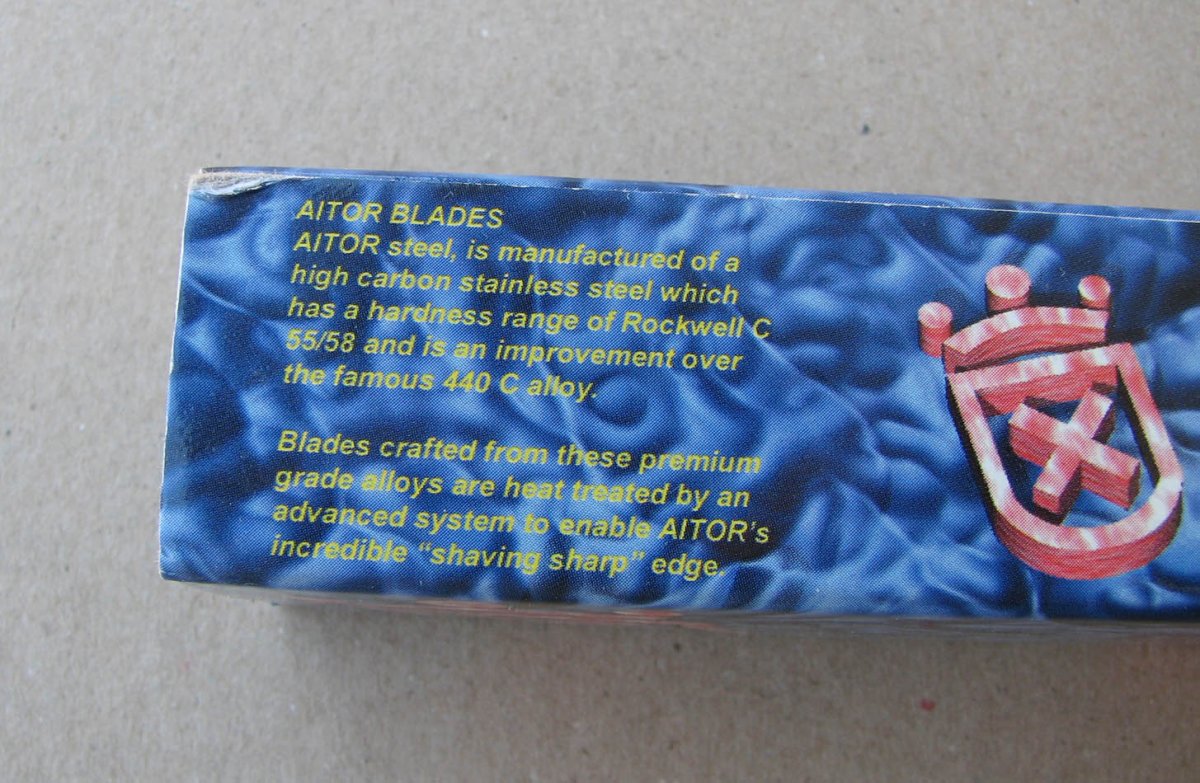 AITOR BLADES
AITOR steel, is manufactured of a
high carbon stainless steel which
has a hardness range of Rockwell C
55/58 and is an improvement over
the famous 440 C alloy.
Blades crafted from these premium
grade alloys are heat treated by an
advanced system to enable AITOR's
incredible “shaving sharp” edge.